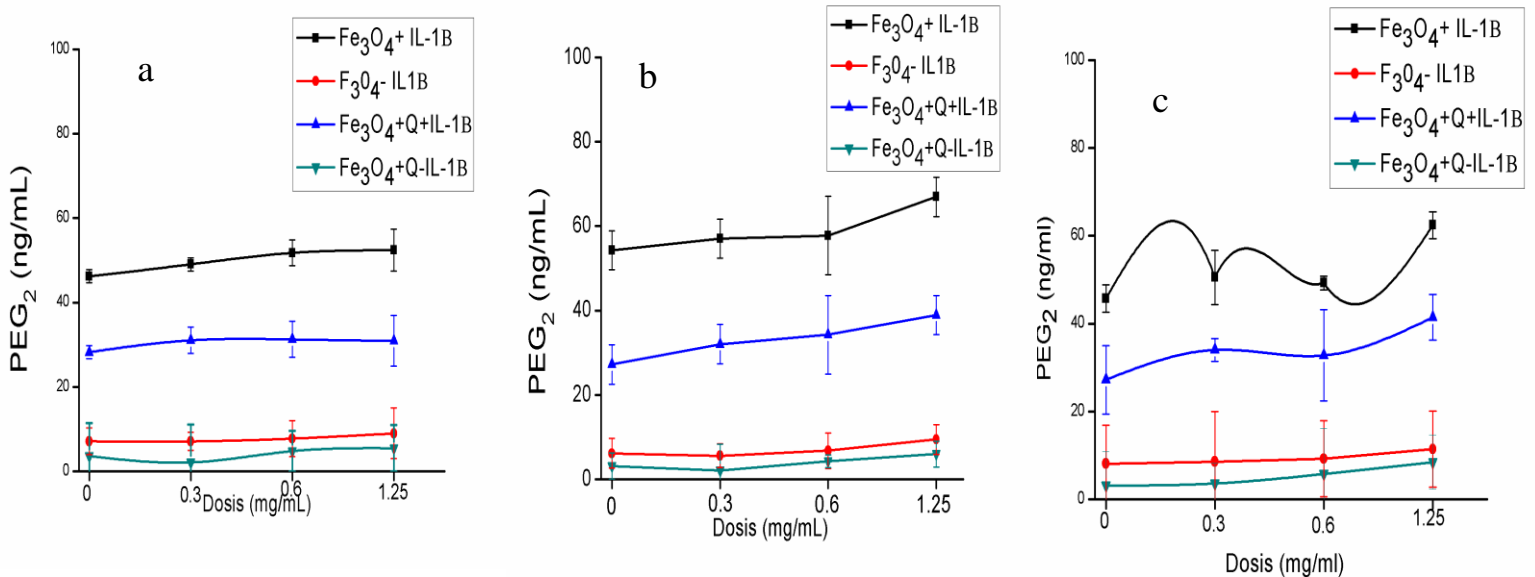 a
Fe3O4+ IL-1B
F3O4- IL1B
Fe3O4+Q+IL-1B
Fe3O4+Q-IL-1B
PEG2 (ng/mL)
100
80
60
40
20
0
0 0.3 0.6 1.25
Dosis (mg/mL)
b
Fe3O4+ IL-1B
F3O4- IL1B
Fe3O4+Q+IL-1B
Fe3O4+Q-IL-1B
PEG2 (ng/mL)
100
80
60
40
20
0
0 0.3 0.6 1.25
Dosis (mg/mL)
c
Fe3O4+ IL-1B
F3O4- IL1B
Fe3O4+Q+IL-1B
Fe3O4+Q-IL-1B
PEG2 (ng/ml)
100
80
60
40
20
0
0 0.3 0.6 1.25
Dosis (mg/ml)